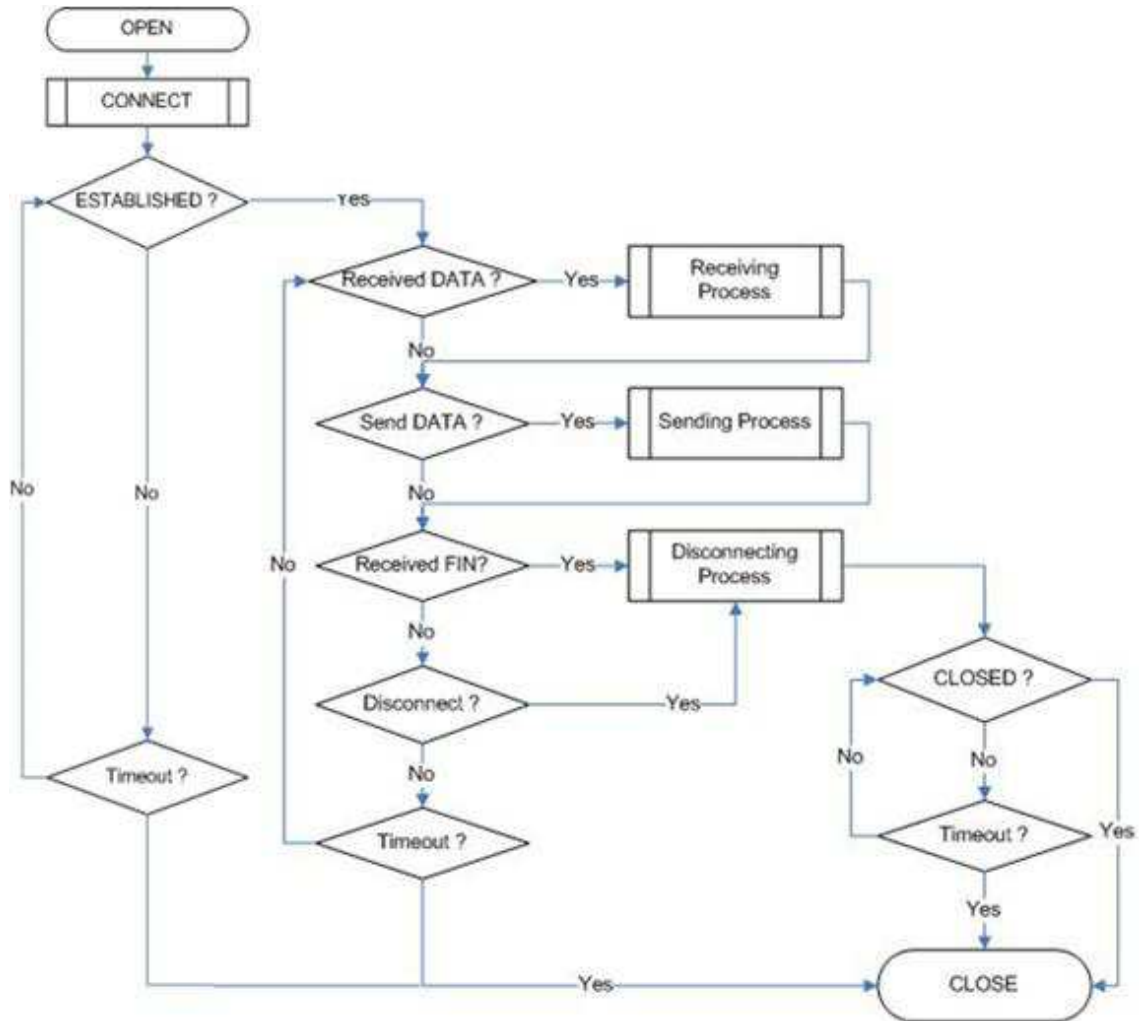 OPEN
CONNECT
ESTABLISHED ?
Yes
Received DATA ?
Yes
Receiving
Process
No
Send DATA ?
Yes
Sending Process
No
No
No
Received FIN?
Yes
Disconnecting
Process
No
No
CLOSED ?
Disconnect ?
Yes
No
No
No
Timeout ?
Timeout ?
Timeout ?
Yes
Yes
Yes
CLOSE